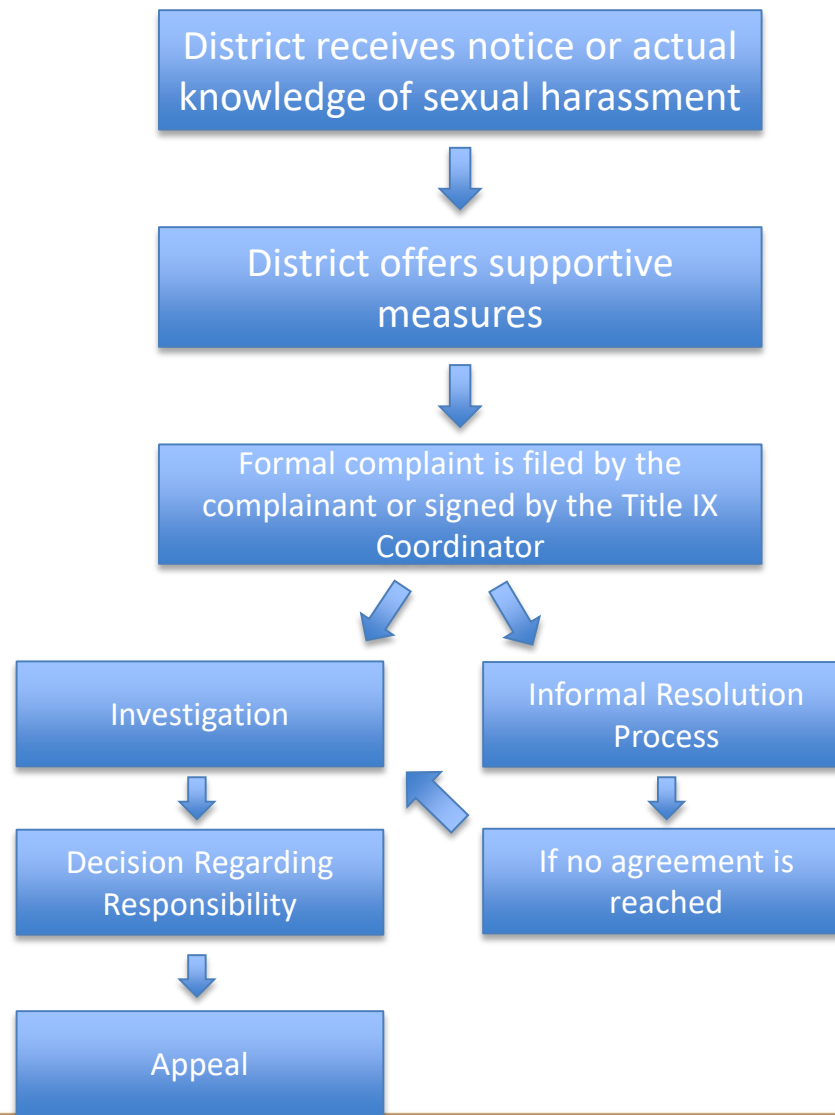 District receives notice or actual
knowledge of sexual harassment
District offers supportive
measures
Formal complaint is filed by the
complainant or signed by the Title IX
Coordinator
Investigation
Informal Resolution
Process
Decision Regarding
Responsibility
If no agreement is
reached
Appeal